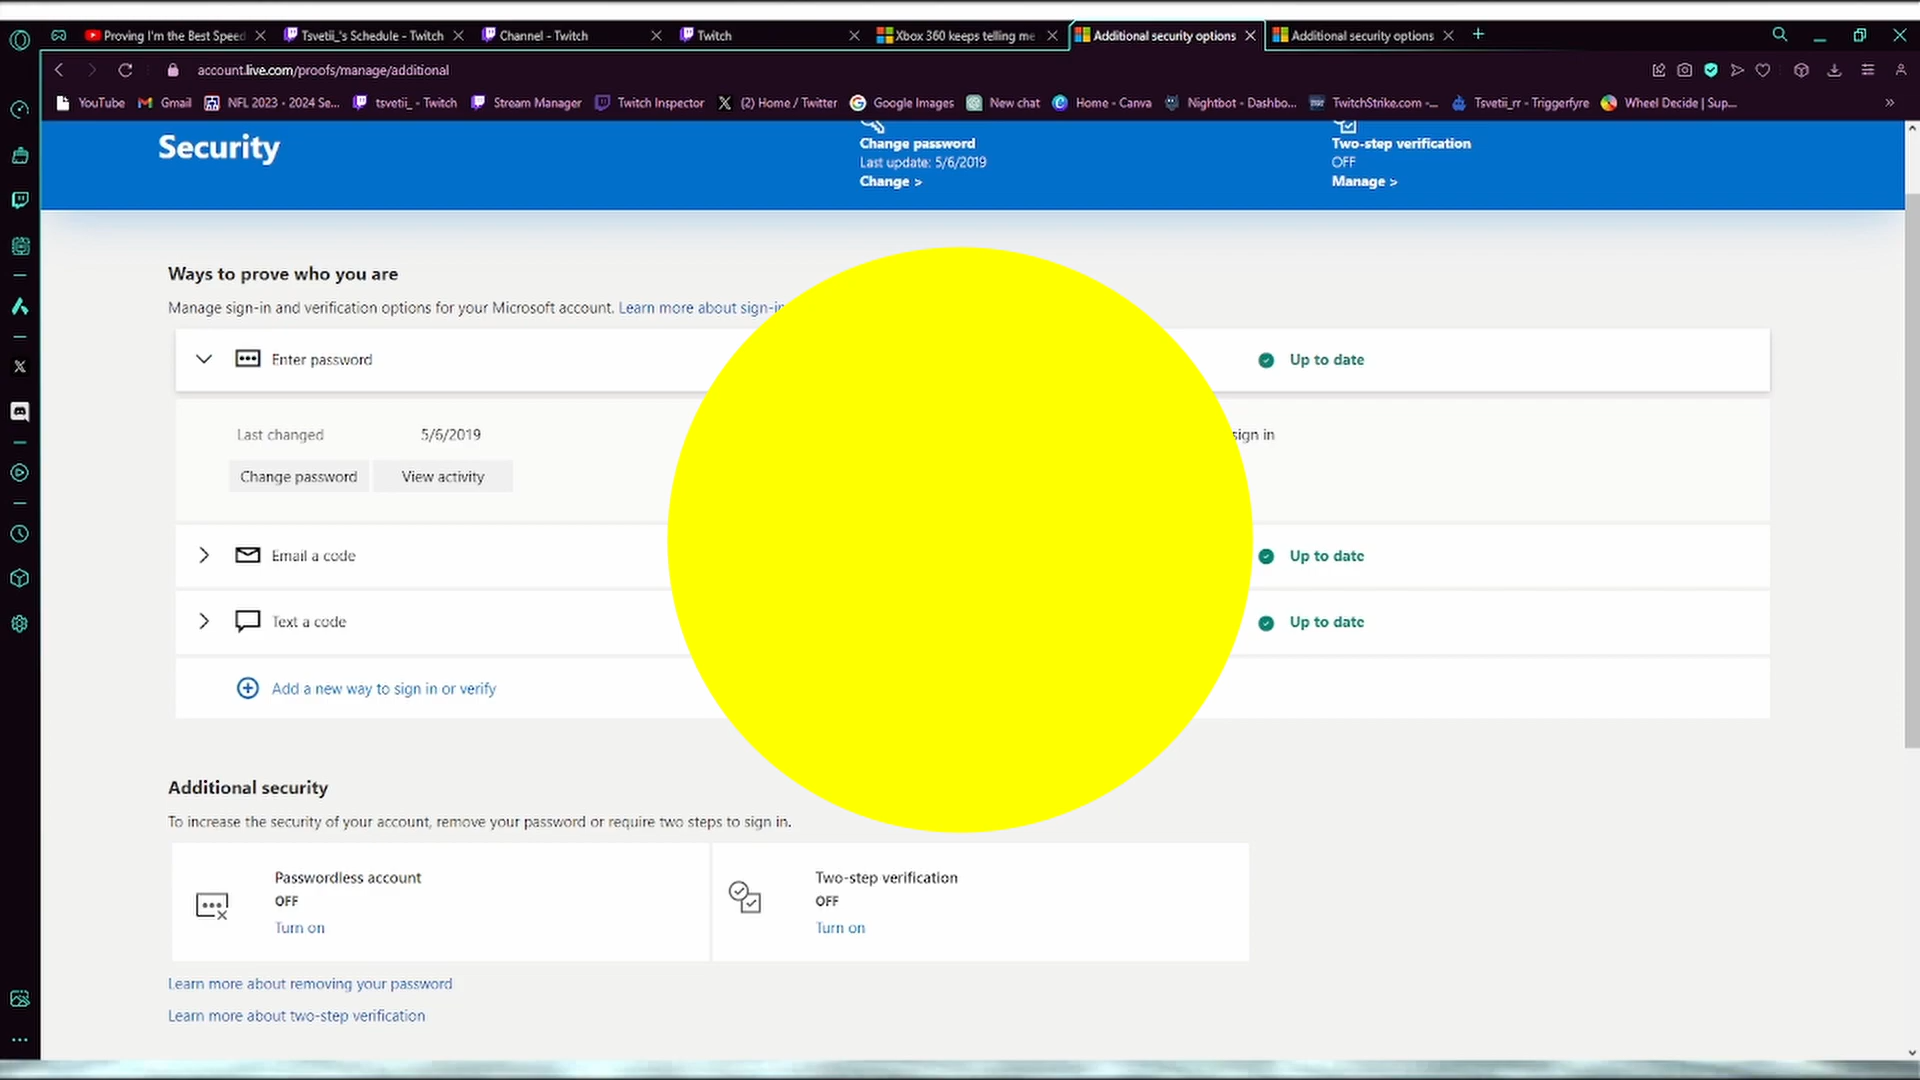 Proving I'm the Best Speed
Tsvetii_'s Schedule - Twitch
Channel - Twitch
Twitch
Xbox 360 keeps telling me
Additional security options
Additional security options
account.live.com/proofs/manage/additional
YouTube
Gmail
NFL 2023 - 2024 Se...
tsvetii_ - Twitch
Stream Manager
Twitch Inspector
(2) Home / Twitter
Google Images
New chat
Home - Canva
Nightbot - Dashbo...
TwitchStrike.com -...
Tsvetii_rr - Triggerfyre
Wheel Decide | Sup...
Security
Change password
Last update: 5/6/2019
Change >
Two-step verification
OFF
Manage >
Ways to prove who you are
Manage sign-in and verification options for your Microsoft account. Learn more about sign-in
Enter password
Up to date
Last changed
5/6/2019
sign in
Change password
View activity
Email a code
Up to date
Text a code
Up to date
Add a new way to sign in or verify
Additional security
To increase the security of your account, remove your password or require two steps to sign in.
Passwordless account
OFF
Turn on
Two-step verification
OFF
Turn on
Learn more about removing your password
Learn more about two-step verification